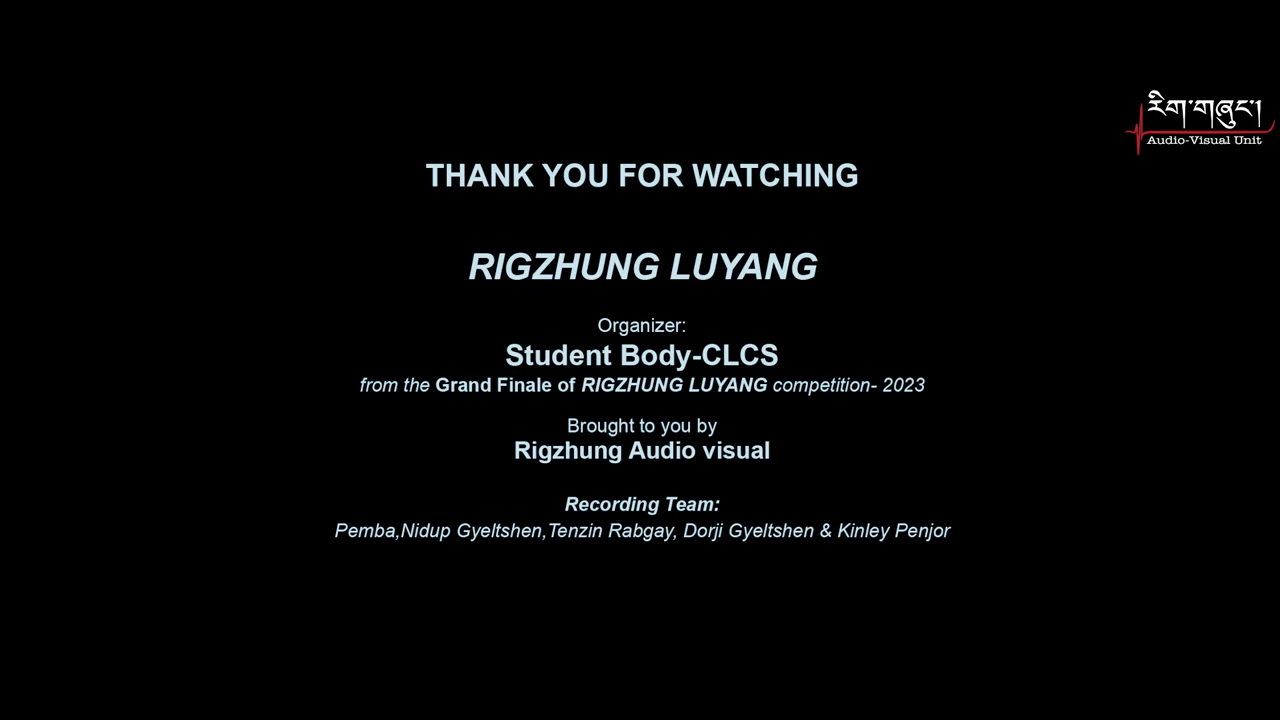 རིག་གཞུང་།
Audio-Visual Unit
THANK YOU FOR WATCHING
RIGZHUNG LUYANG
Organizer:
Student Body-CLCS
from the Grand Finale of RIGZHUNG LUYANG competition- 2023
Brought to you by
Rigzhung Audio visual
Recording Team:
Pemba,Nidup Gyeltshen,Tenzin Rabgay, Dorji Gyeltshen & Kinley Penjor